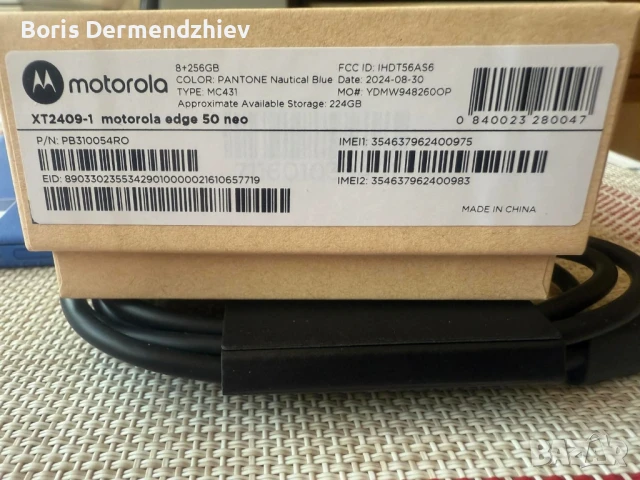 Boris Dermendzhiev
motorola
8+256GB
COLOR: PANTONE Nautical Blue
TYPE: MC431
Approximate Available Storage: 224GB
FCC ID: IHDT56AS6
Date: 2024-08-30
MO#: YDMW948260OP
0 840023 280047
XT2409-1 motorola edge 50 neo
P/N: PB310054RO
EID: 89033023553429010000021610657719
IMEI1: 354637962400975
IMEI2: 354637962400983
MADE IN CHINA
BAZAR